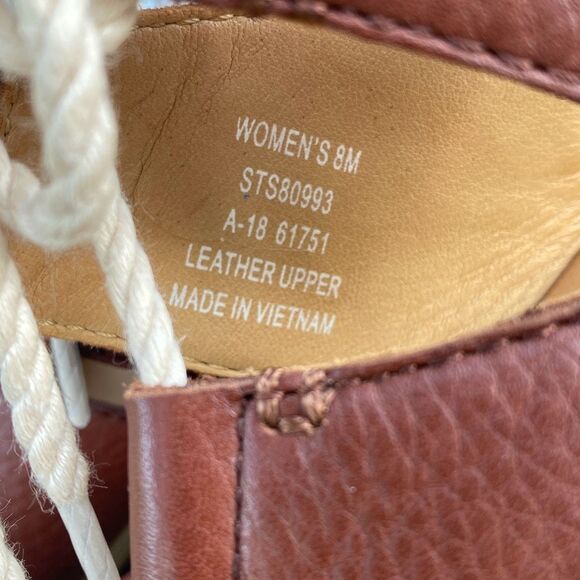 WOMEN'S 8M
STS80993
A-18 61751
LEATHER UPPER
MADE IN VIETNAM